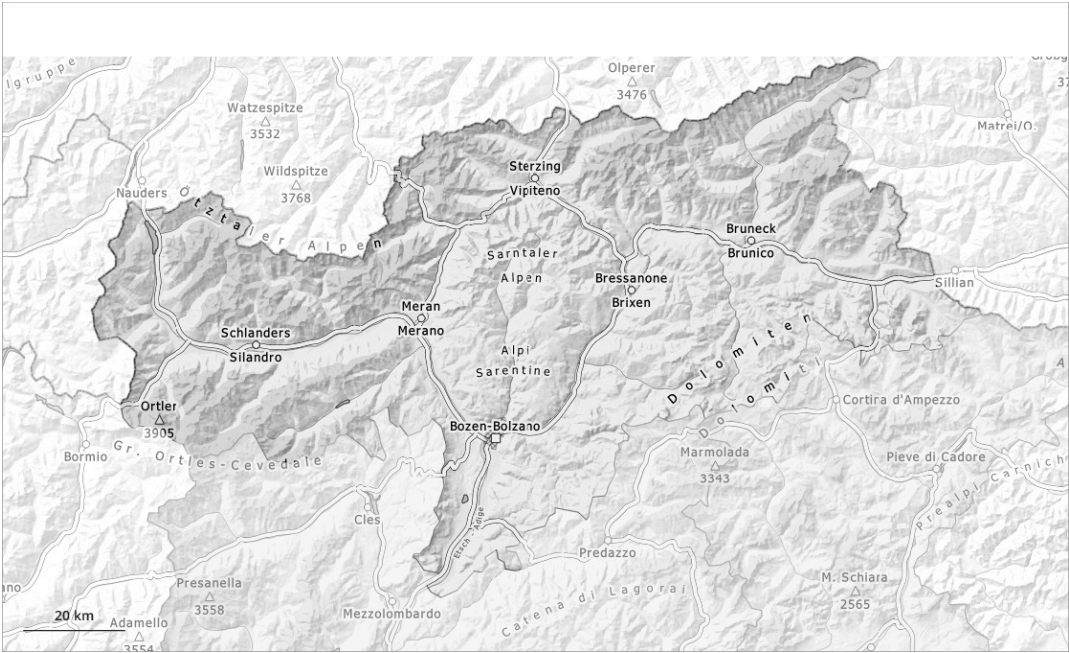 lgruppe
Olperer
3476
Watzespitze
3532
Matrei/O.
Wildspitze
3768
Nauders
Ötztaler Alpen
Sterzing
Vipiteno
Bruneck
Brunico
Sarntaler
Alpen
Bressanone
Brixen
Sillian
Meran
Merano
Schlanders
Silandro
Alpi
Sarentine
Dolomiten
Dolomiti
Ortler
3905
Cortina d'Ampezzo
Bozen-Bolzano
Gr. Ortles-Cevedale
Bormio
Marmolada
3343
Pieve di Cadore
Prealpi Carnich
Cles
Etsch - Adige
Predazzo
Presanella
3558
M. Schiara
2565
ano
Mezzolombardo
Catena di Lagorai
20 km
Adamello
3554